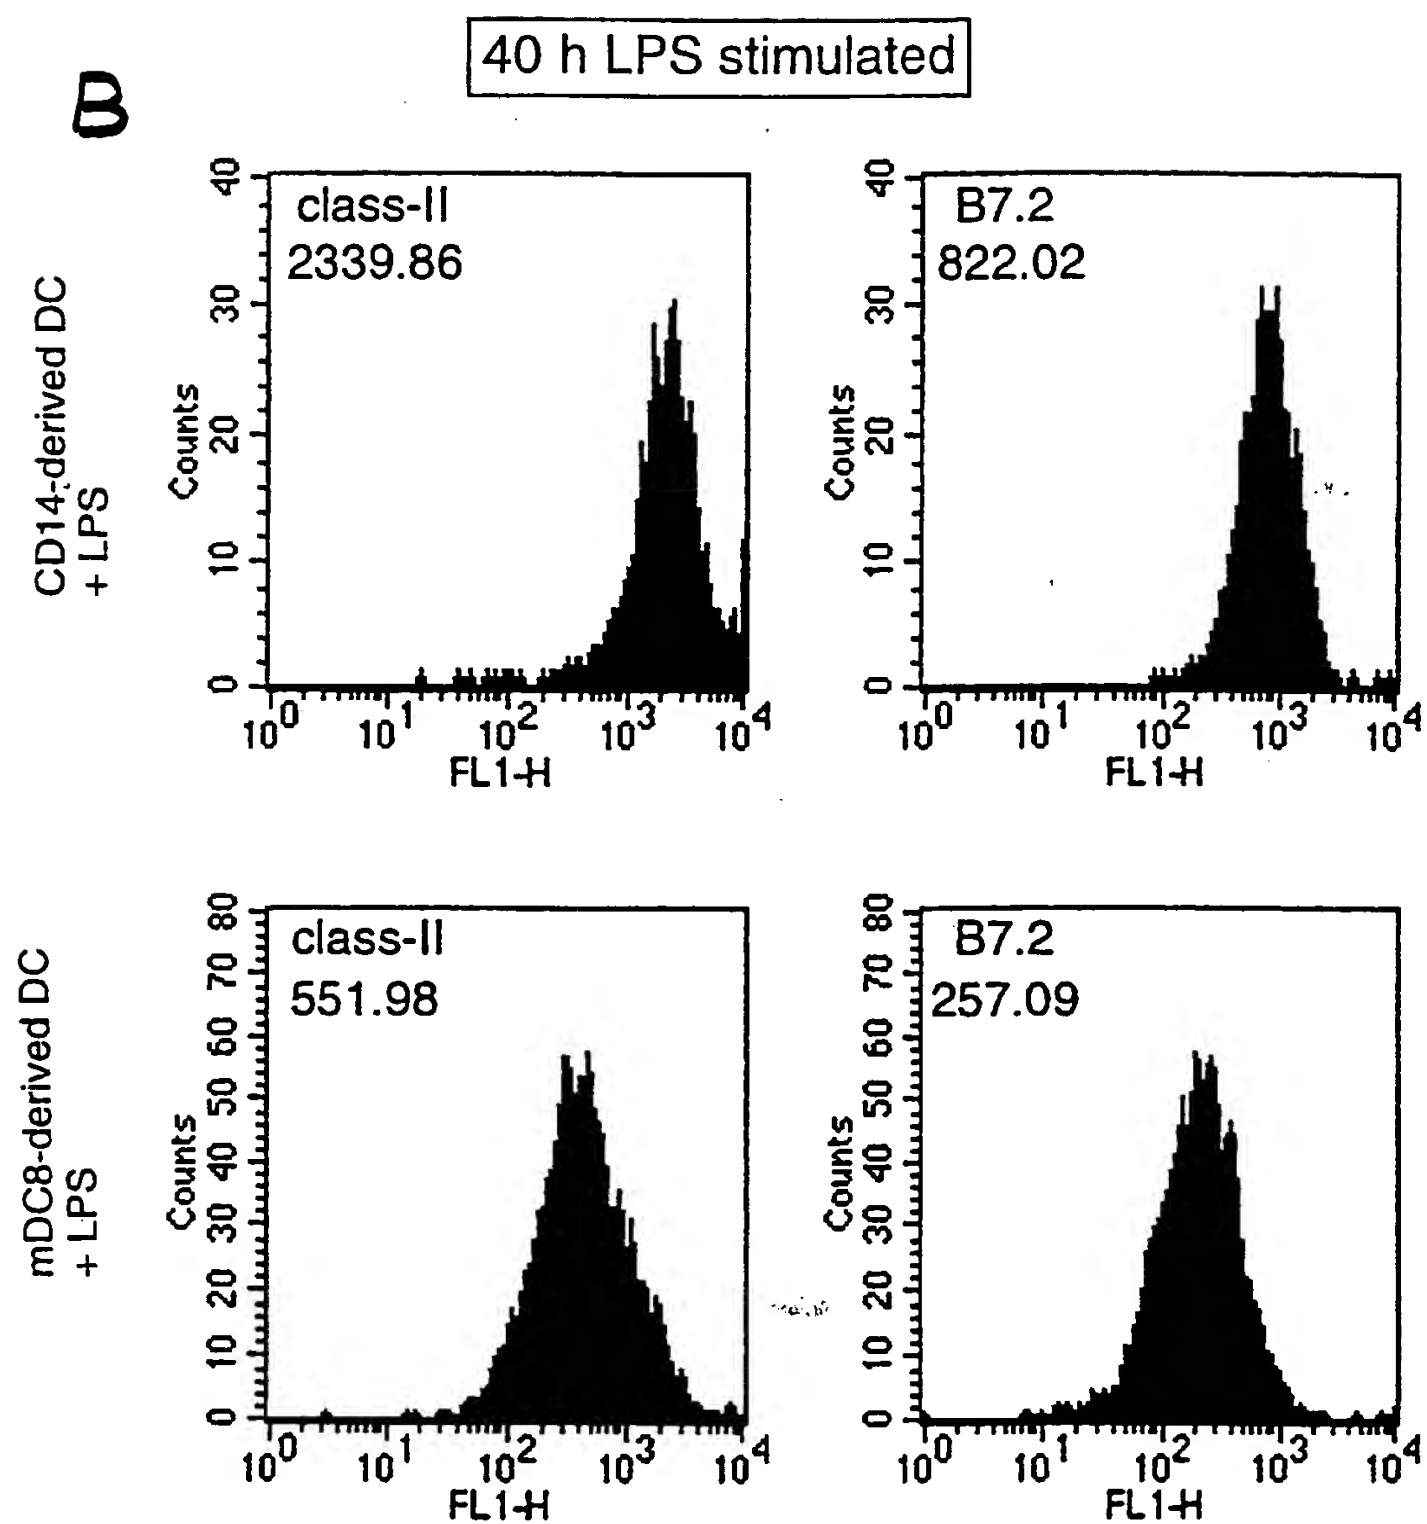 B
40 h LPS stimulated
CD14-derived DC
+ LPS
class-II
2339.86
Counts
40
30
20
10
0
10^0 10^1 10^2 10^3 10^4
FL1-H
B7.2
822.02
Counts
40
30
20
10
0
10^0 10^1 10^2 10^3 10^4
FL1-H
mDC8-derived DC
+ LPS
class-II
551.98
Counts
80
70
60
50
40
30
20
10
0
10^0 10^1 10^2 10^3 10^4
FL1-H
B7.2
257.09
Counts
80
70
60
50
40
30
20
10
0
10^0 10^1 10^2 10^3 10^4
FL1-H